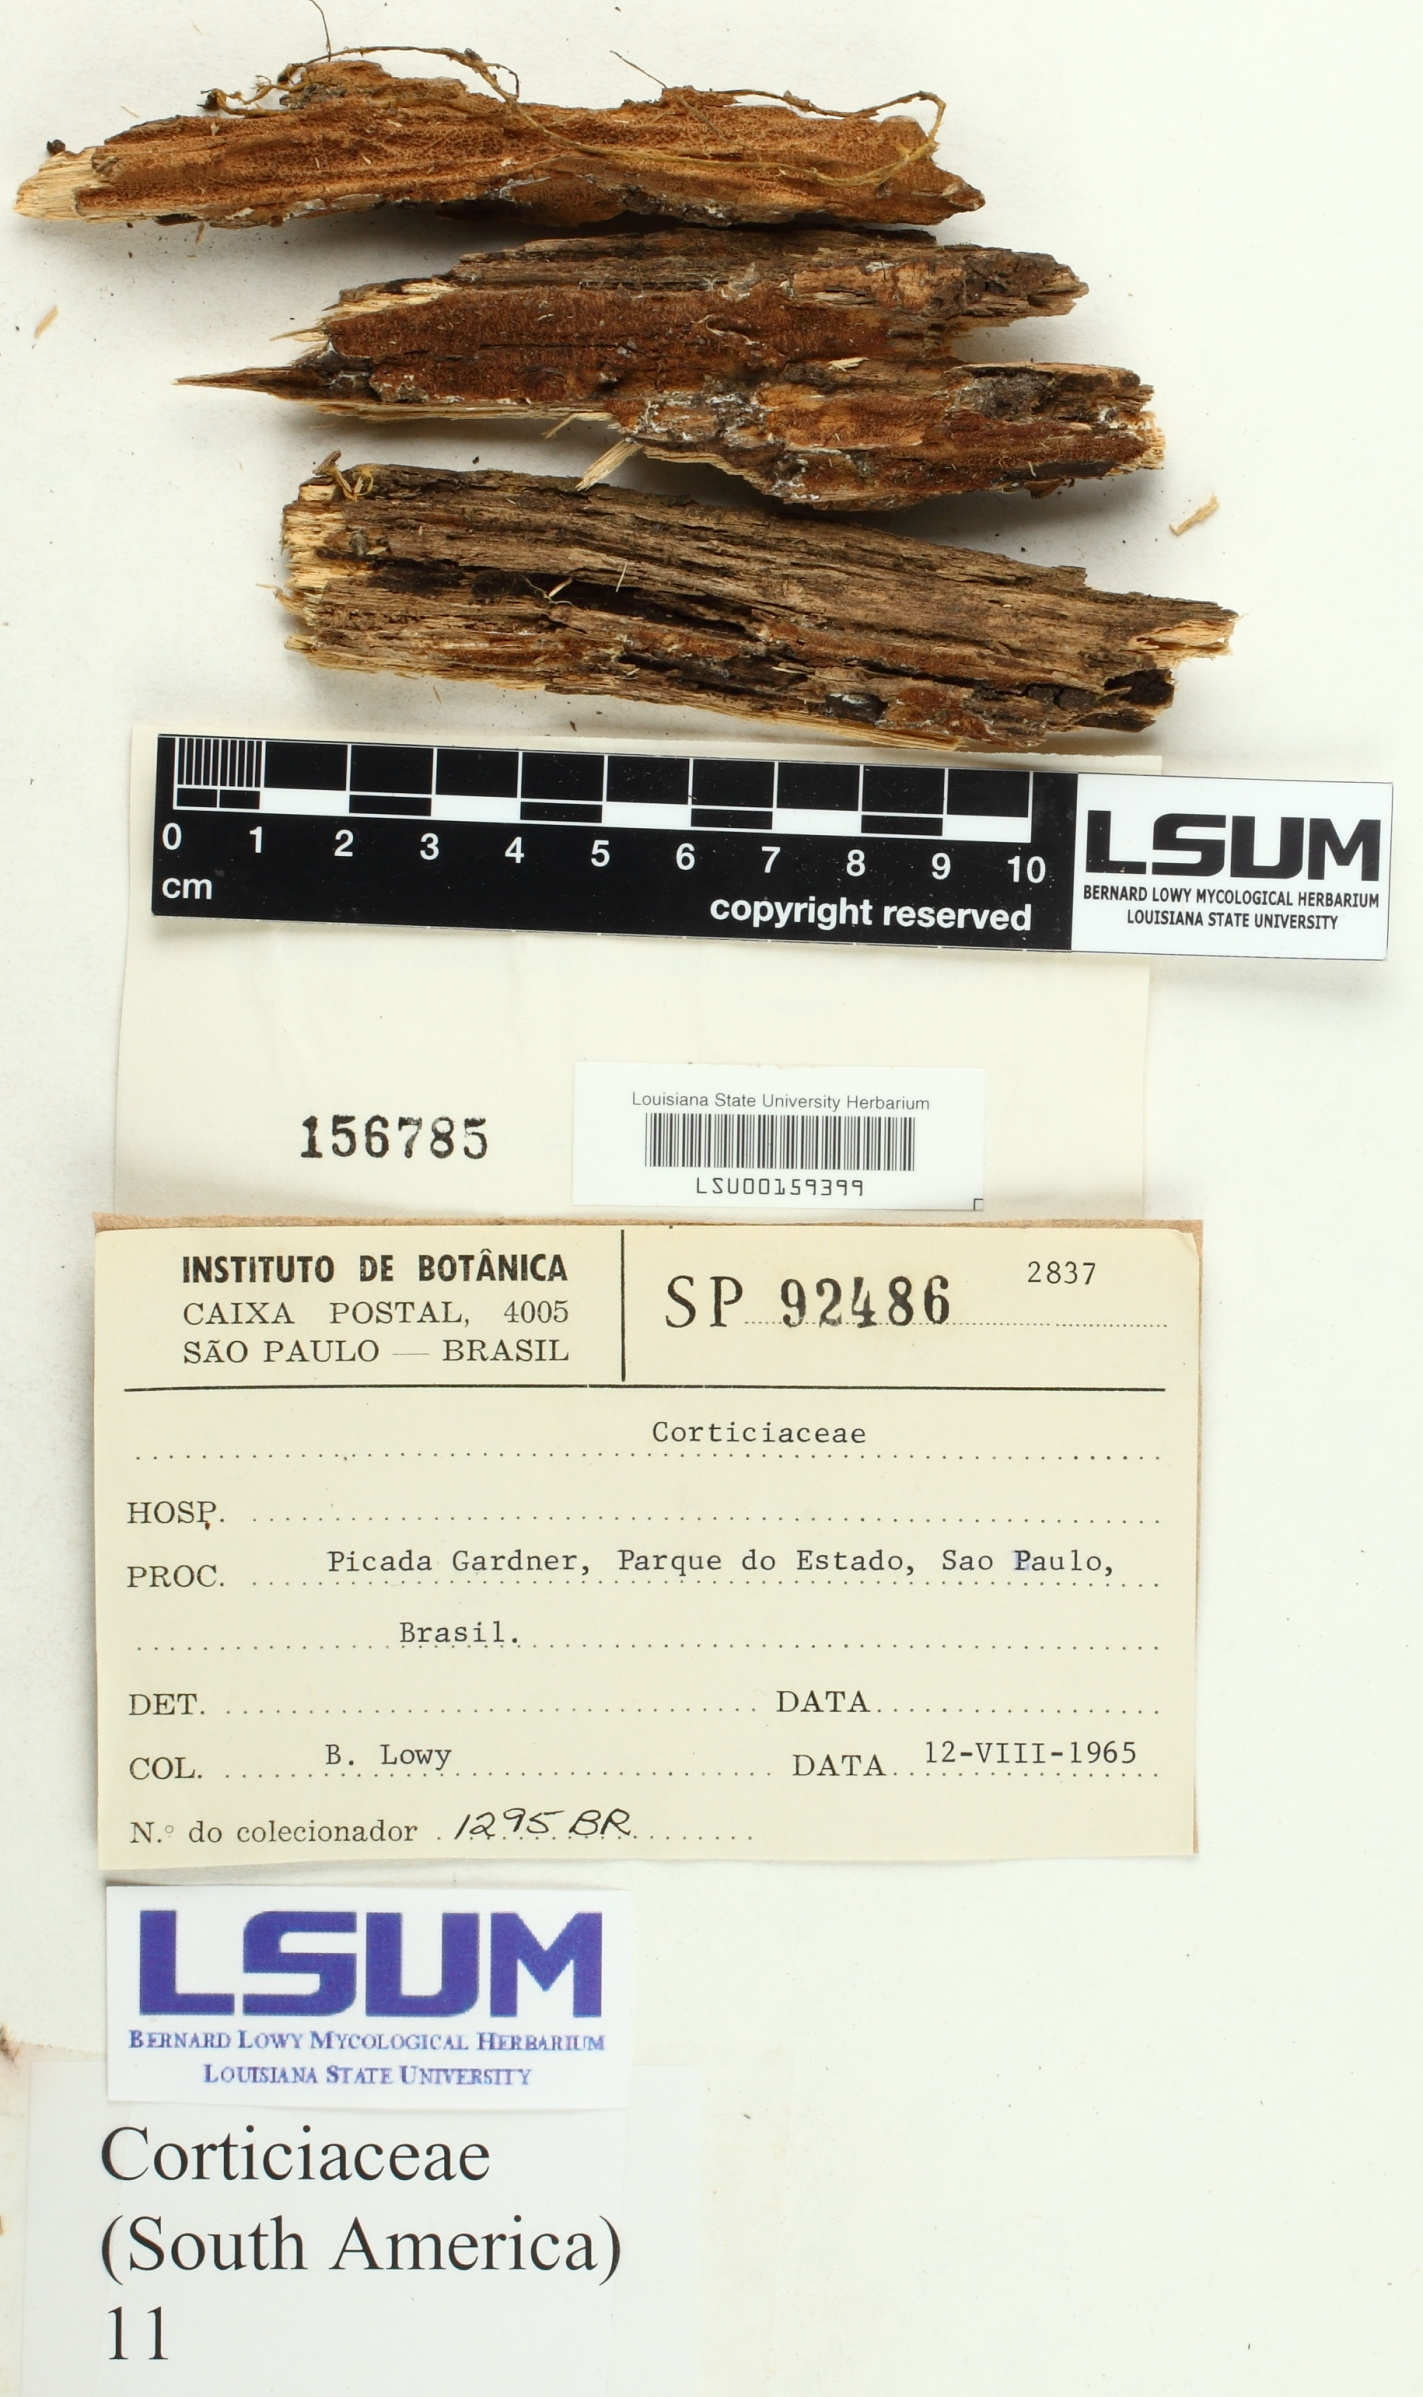 0 1 2 3 4 5 6 7 8 9 10
cm
copyright reserved
LSUM
BERNARD LOWY MYCOLOGICAL HERBARIUM
LOUISIANA STATE UNIVERSITY
156785
Louisiana State University Herbarium
LSU00159399
INSTITUTO DE BOTÂNICA
CAIXA POSTAL, 4005
SÃO PAULO — BRASIL
SP 92486 2837
Corticiaceae
HOSP.
PROC. Picada Gardner, Parque do Estado, Sao Paulo,
Brasil.
DET. DATA
COL. B. Lowy DATA 12-VIII-1965
N.º do colecionador 1295 BR
LSUM
BERNARD LOWY MYCOLOGICAL HERBARIUM
LOUISIANA STATE UNIVERSITY
Corticiaceae
(South America)
11